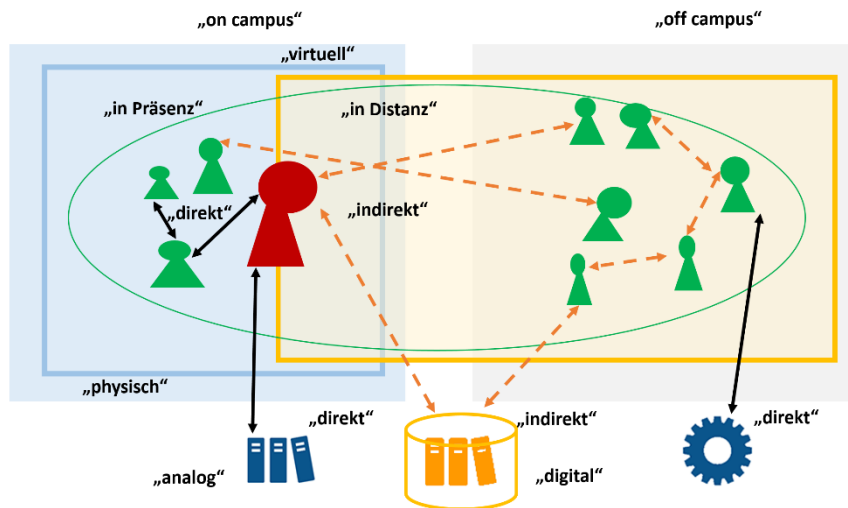 „on campus“
„off campus“
„virtuell“
„in Präsenz“
„in Distanz“
„direkt“
„indirekt“
„physisch“
„direkt“
„indirekt“
„direkt“
„analog“
„digital“